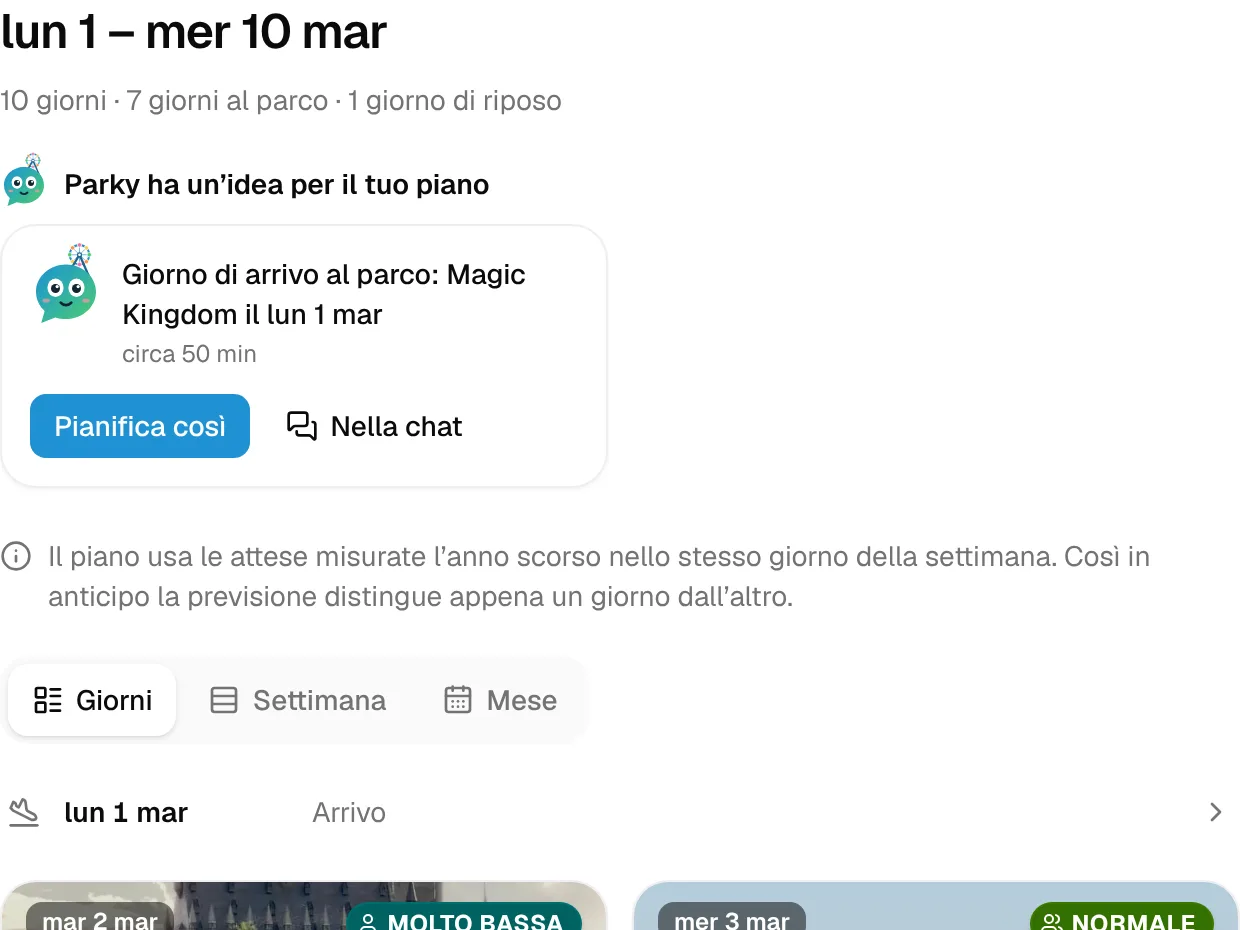 lun 1 – mer 10 mar
10 giorni · 7 giorni al parco · 1 giorno di riposo
Parky ha un’idea per il tuo piano
Giorno di arrivo al parco: Magic
Kingdom il lun 1 mar
circa 50 min
Pianifica così
Nella chat
Il piano usa le attese misurate l’anno scorso nello stesso giorno della settimana. Così in
anticipo la previsione distingue appena un giorno dall’altro.
Giorni
Settimana
Mese
lun 1 mar
Arrivo
mar 2 mar
MOLTO BASSA
mer 3 mar
NORMALE